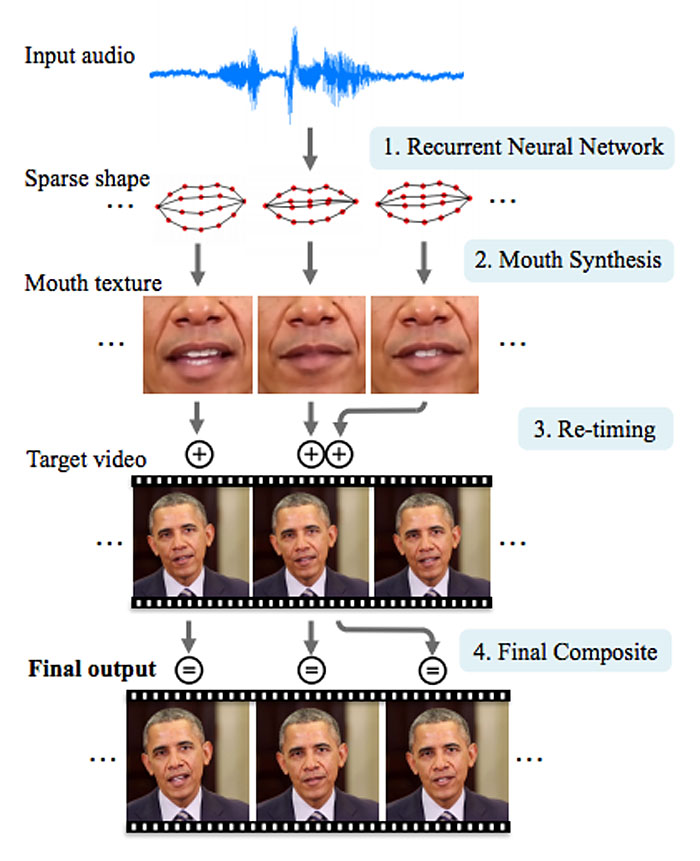 Input audio
1. Recurrent Neural Network
Sparse shape
... ...
2. Mouth Synthesis
Mouth texture
... ...
3. Re-timing
Target video
+ + +
... ...
4. Final Composite
Final output
= = =
... ...